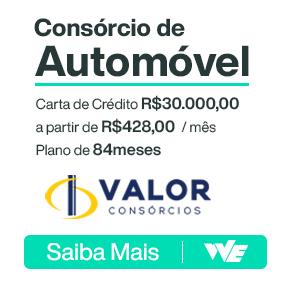 Consórcio de
Automóvel
Carta de Crédito R$30.000,00
a partir de R$428,00 / mês
Plano de 84meses
VALOR
CONSÓRCIOS
Saiba Mais | WE